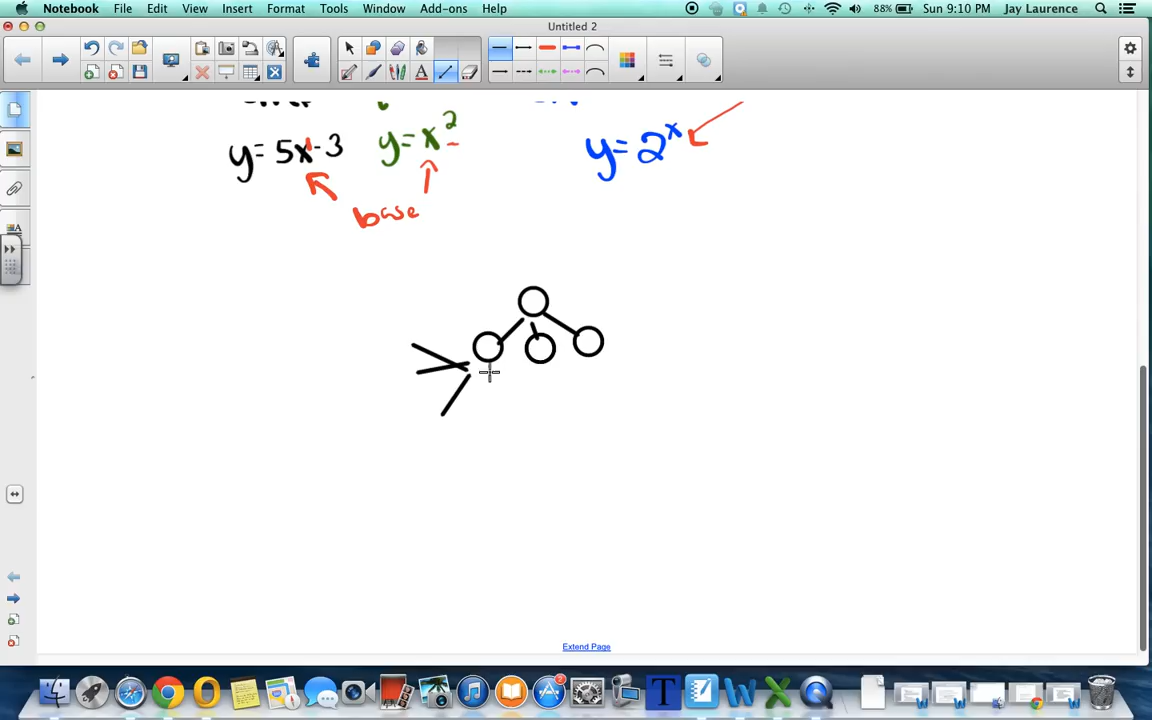 Notebook File Edit View Insert Format Tools Window Add-ons Help 88% Sun 9:10 PM Jay Laurence
Untitled 2
y=5x-3 y=x² y=2ˣ
base
Extend Page